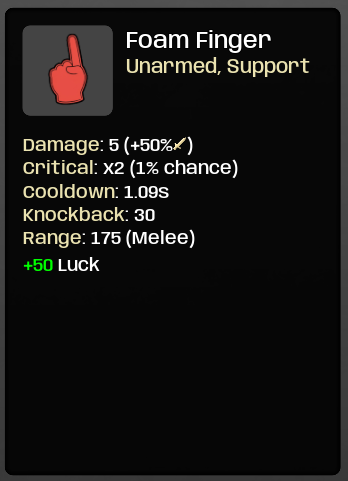 Foam Finger
Unarmed, Support
Damage: 5 (+50%)
Critical: x2 (1% chance)
Cooldown: 1.09s
Knockback: 30
Range: 175 (Melee)
+50 Luck